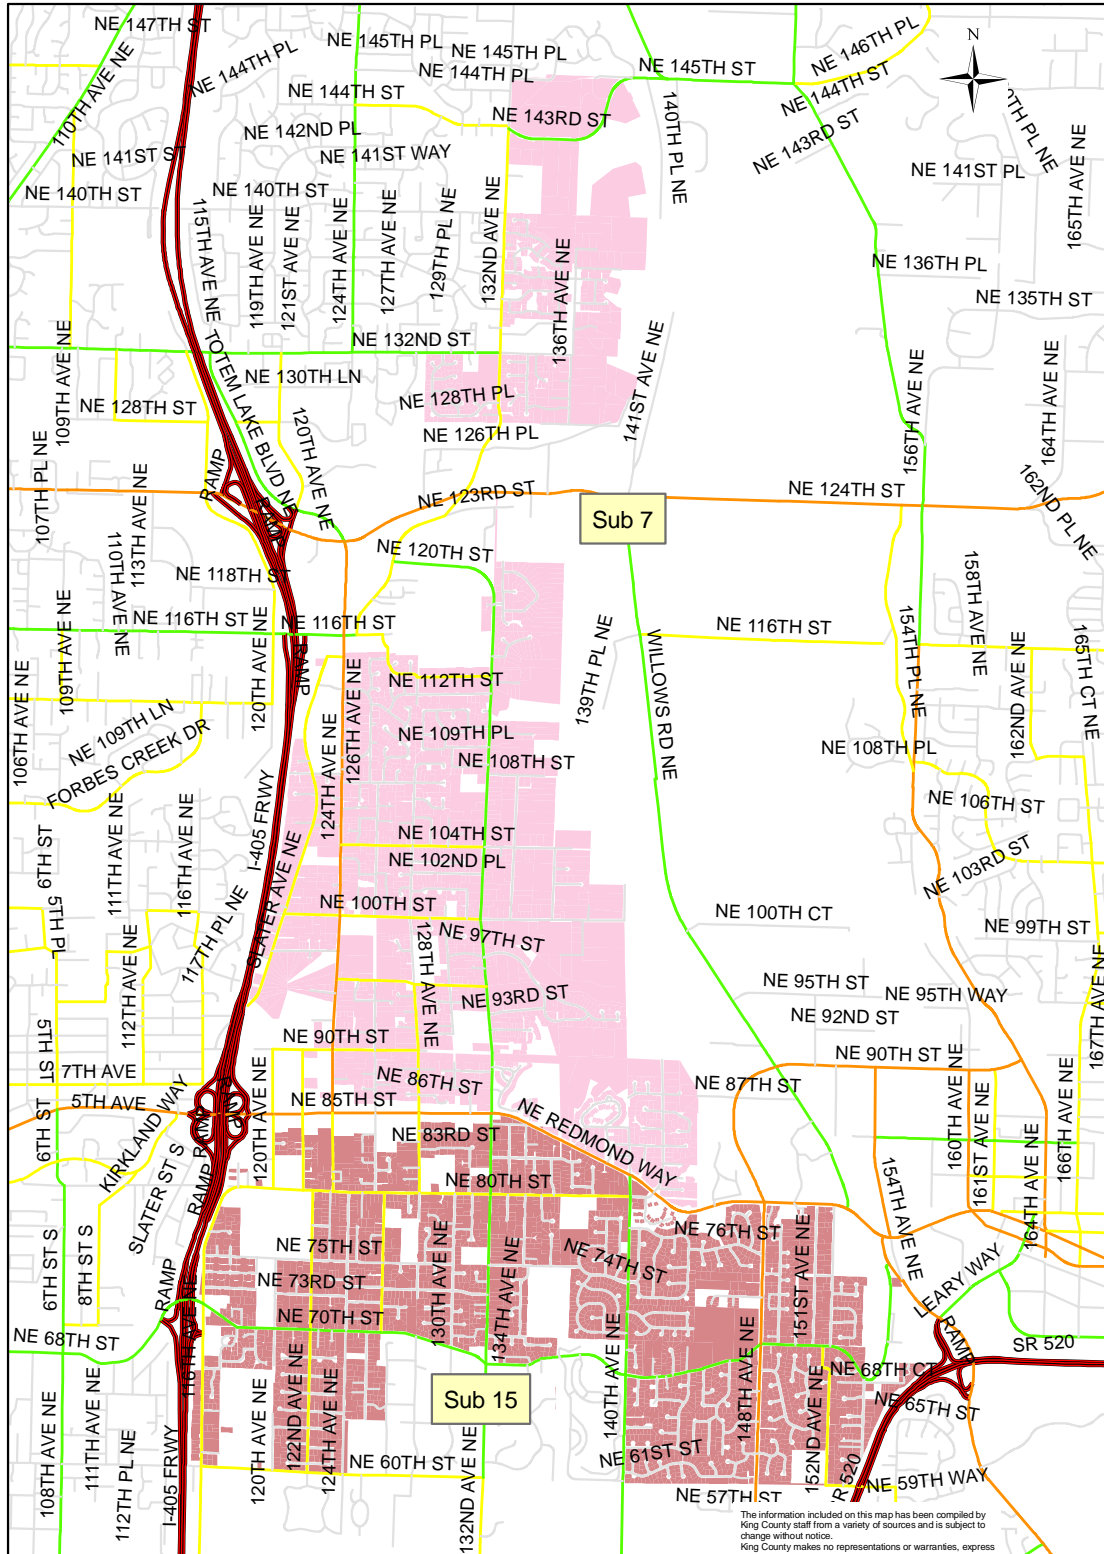 NE 147TH ST
NE 145TH PL
NE 145TH PL
NE 144TH PL
NE 144TH PL
NE 144TH ST
NE 145TH ST
NE 146TH PL
NE 144TH ST
N
110TH AVE NE
NE 143RD ST
NE 143RD ST
NE 142ND PL
NE 141ST ST
NE 141ST WAY
140TH PL NE
NE 141ST PL
TH PL NE
165TH AVE NE
NE 140TH ST
NE 140TH ST
115TH AVE NE
119TH AVE NE
121ST AVE NE
124TH AVE NE
127TH AVE NE
129TH PL NE
132ND AVE NE
136TH AVE NE
NE 136TH PL
NE 135TH ST
NE 132ND ST
TOTEM LAKE BLVD NE
109TH AVE NE
NE 130TH LN
NE 128TH PL
NE 128TH ST
NE 126TH PL
141ST AVE NE
156TH AVE NE
164TH AVE NE
120TH AVE NE
107TH PL NE
113TH AVE NE
RAMP
RAMP
NE 123RD ST
NE 124TH ST
162ND PL NE
Sub 7
110TH AVE NE
NE 120TH ST
NE 118TH ST
158TH AVE NE
109TH AVE NE
NE 116TH ST
NE 116TH ST
NE 116TH ST
120TH AVE NE
RAMP
139TH PL NE
WILLOWS RD NE
154TH PL NE
162ND AVE NE
165TH CT NE
106TH AVE NE
NE 112TH ST
NE 109TH LN
FORBES CREEK DR
124TH AVE NE
126TH AVE NE
NE 109TH PL
NE 108TH ST
NE 108TH PL
NE 106TH ST
6TH ST
5TH PL
111TH AVE NE
116TH AVE NE
I-405 FRWY
SLATER AVE NE
NE 104TH ST
NE 102ND PL
NE 103RD ST
117TH PL NE
NE 100TH ST
NE 100TH CT
NE 99TH ST
112TH AVE NE
128TH AVE NE
NE 97TH ST
NE 95TH ST
NE 95TH WAY
NE 93RD ST
NE 92ND ST
167TH AVE NE
5TH ST
NE 90TH ST
NE 90TH ST
7TH AVE
NE 86TH ST
NE 87TH ST
5TH AVE
KIRKLAND WAY
RAMP
RAMP
120TH AVE NE
NE 85TH ST
160TH AVE NE
161ST AVE NE
166TH AVE NE
6TH ST
NE 83RD ST
NE REDMOND WAY
SLATER ST S
RAMP
NE 80TH ST
154TH AVE NE
164TH AVE NE
NE 76TH ST
6TH ST S
8TH ST S
NE 75TH ST
NE 74TH ST
NE 73RD ST
130TH AVE NE
134TH AVE NE
151ST AVE NE
LEARY WAY
RAMP
116TH AVE NE
NE 70TH ST
NE 68TH ST
RAMP
SR 520
NE 68TH CT
NE 65TH ST
108TH AVE NE
111TH AVE NE
112TH PL NE
I-405 FRWY
120TH AVE NE
122ND AVE NE
124TH AVE NE
Sub 15
140TH AVE NE
148TH AVE NE
152ND AVE NE
NE 61ST ST
NE 60TH ST
132ND AVE NE
NE 59TH WAY
NE 57TH ST
SR 520
The information included on this map has been compiled by
King County staff from a variety of sources and is subject to
change without notice.
King County makes no representations or warranties, express